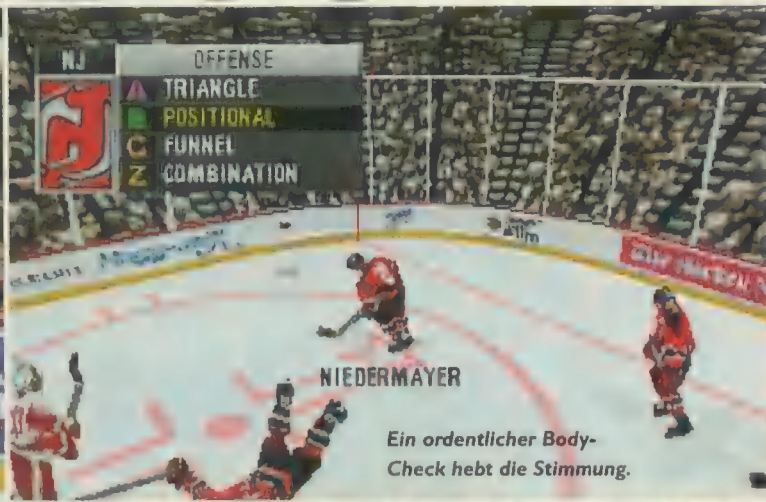 NJ OFFENSE
A TRIANGLE
B POSITIONAL
C FUNNEL
Z COMBINATION
NIEDERMAYER
Ein ordentlicher Body-
Check hebt die Stimmung.